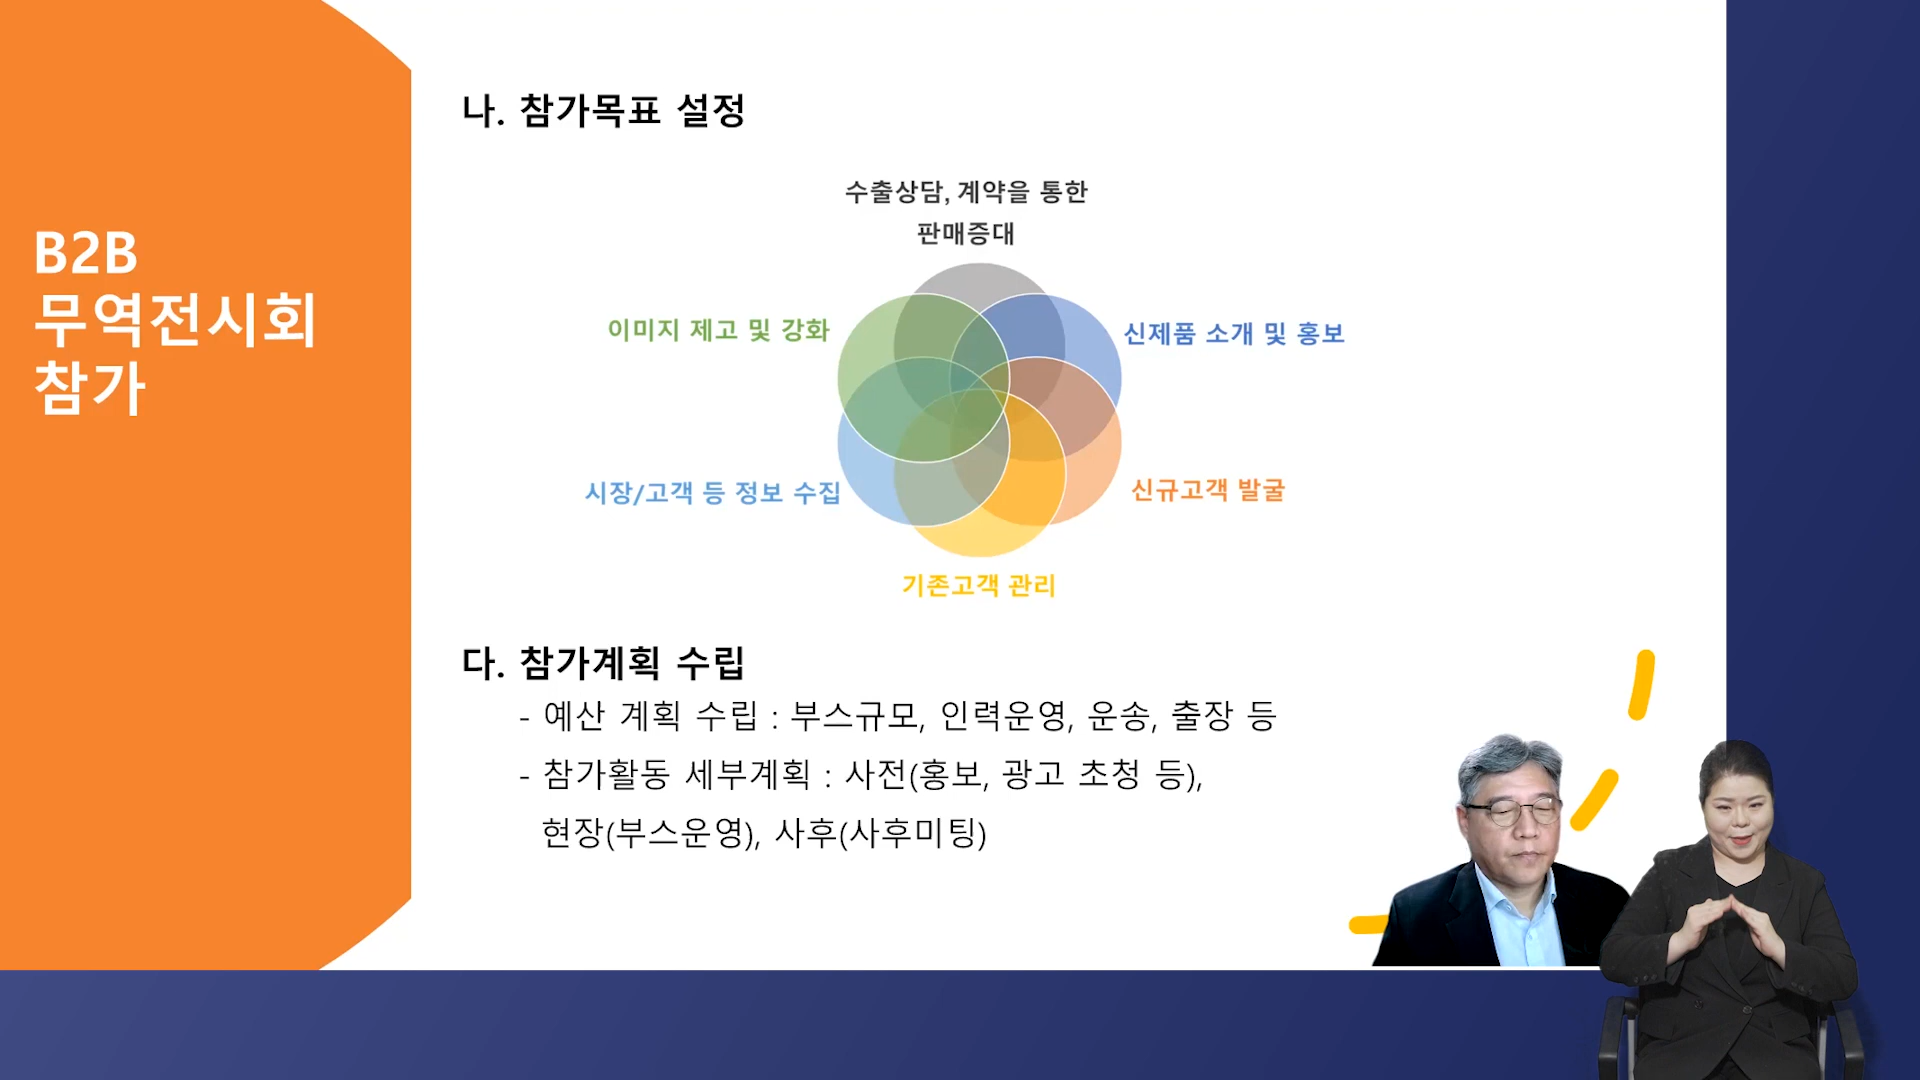 B2B
무역전시회
참가
나. 참가목표 설정
수출상담, 계약을 통한
판매증대
이미지 제고 및 강화
신제품 소개 및 홍보
시장/고객 등 정보 수집
신규고객 발굴
기존고객 관리
다. 참가계획 수립
- 예산 계획 수립 : 부스규모, 인력운영, 운송, 출장 등
- 참가활동 세부계획 : 사전(홍보, 광고 초청 등),
현장(부스운영), 사후(사후미팅)